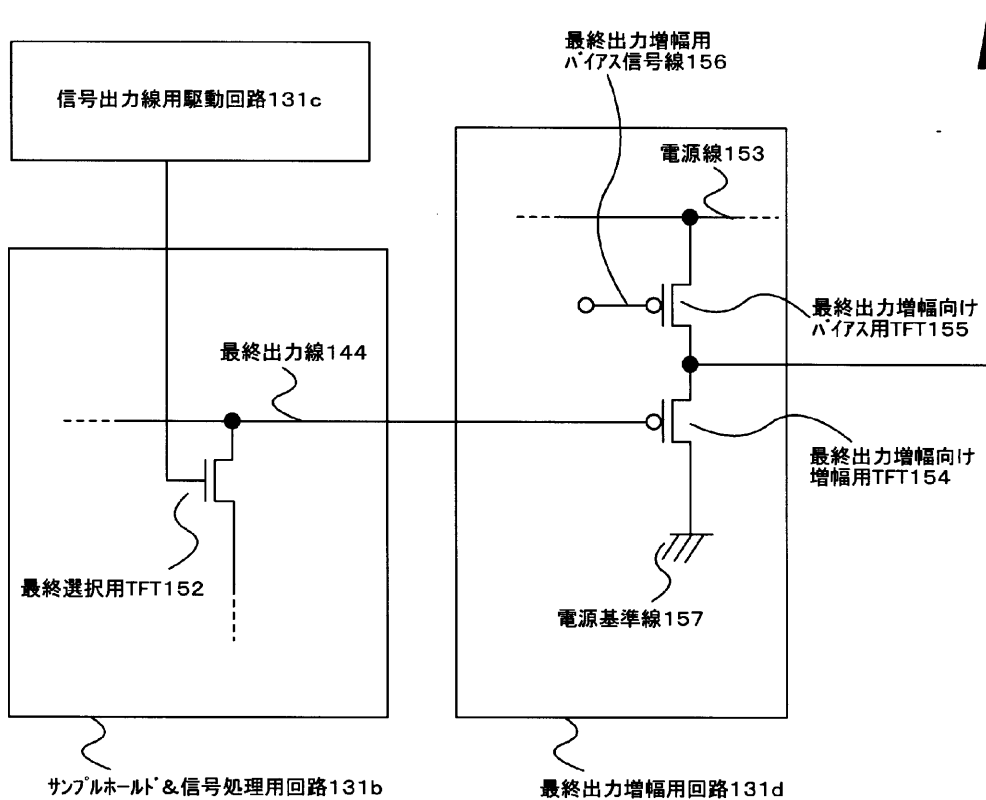 最終出力増幅用
バイアス信号線156
信号出力線用駆動回路131c
電源線153
最終出力増幅向け
バイアス用TFT155
最終出力線144
最終出力増幅向け
増幅用TFT154
最終選択用TFT152
電源基準線157
サンプルホールド&信号処理用回路131b
最終出力増幅用回路131d